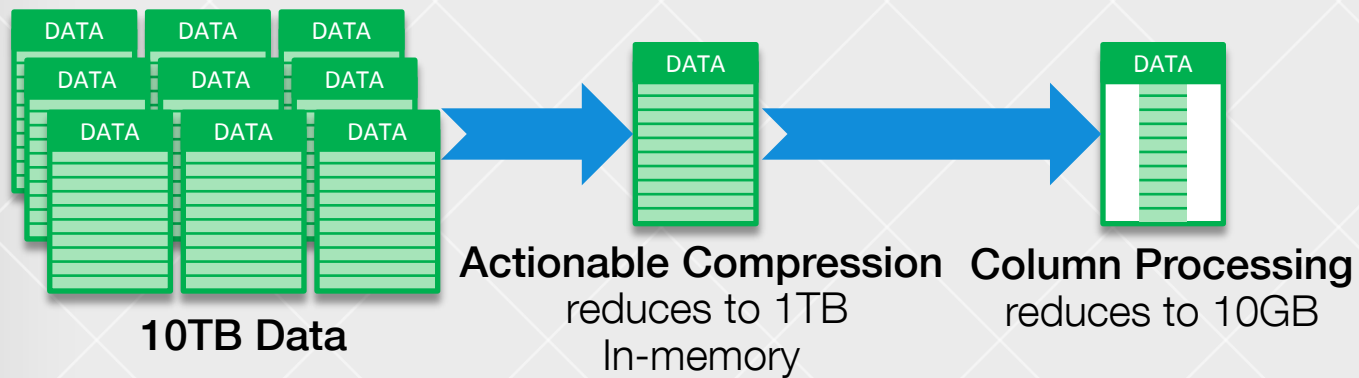 DATA
DATA
DATA
DATA
DATA
DATA
DATA
DATA
DATA
10TB Data
DATA
Actionable Compression
reduces to 1TB
In-memory
DATA
Column Processing
reduces to 10GB